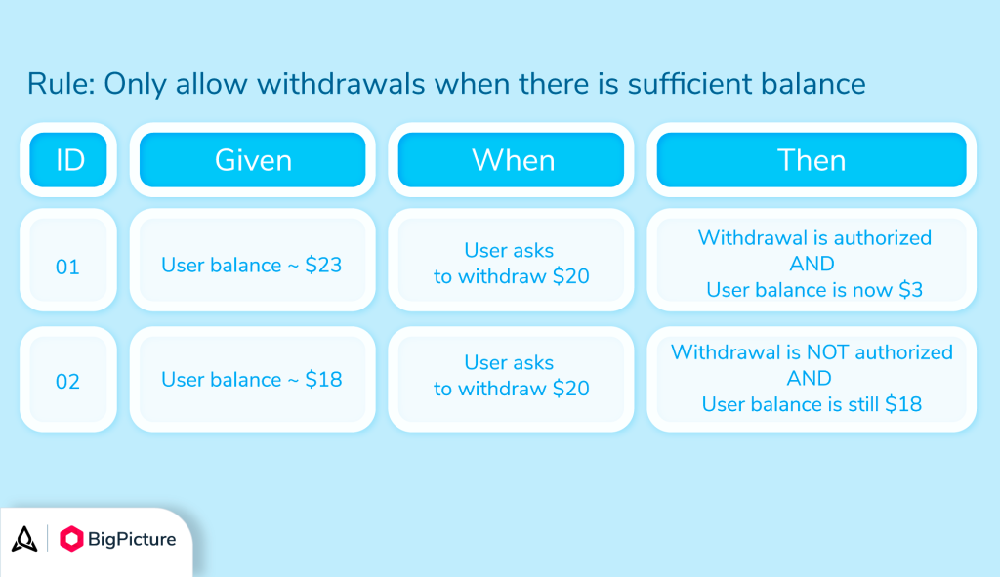 Rule: Only allow withdrawals when there is sufficient balance
ID
Given
When
Then
01
User balance ~ $23
User asks
to withdraw $20
Withdrawal is authorized
AND
User balance is now $3
02
User balance ~ $18
User asks
to withdraw $20
Withdrawal is NOT authorized
AND
User balance is still $18
BigPicture